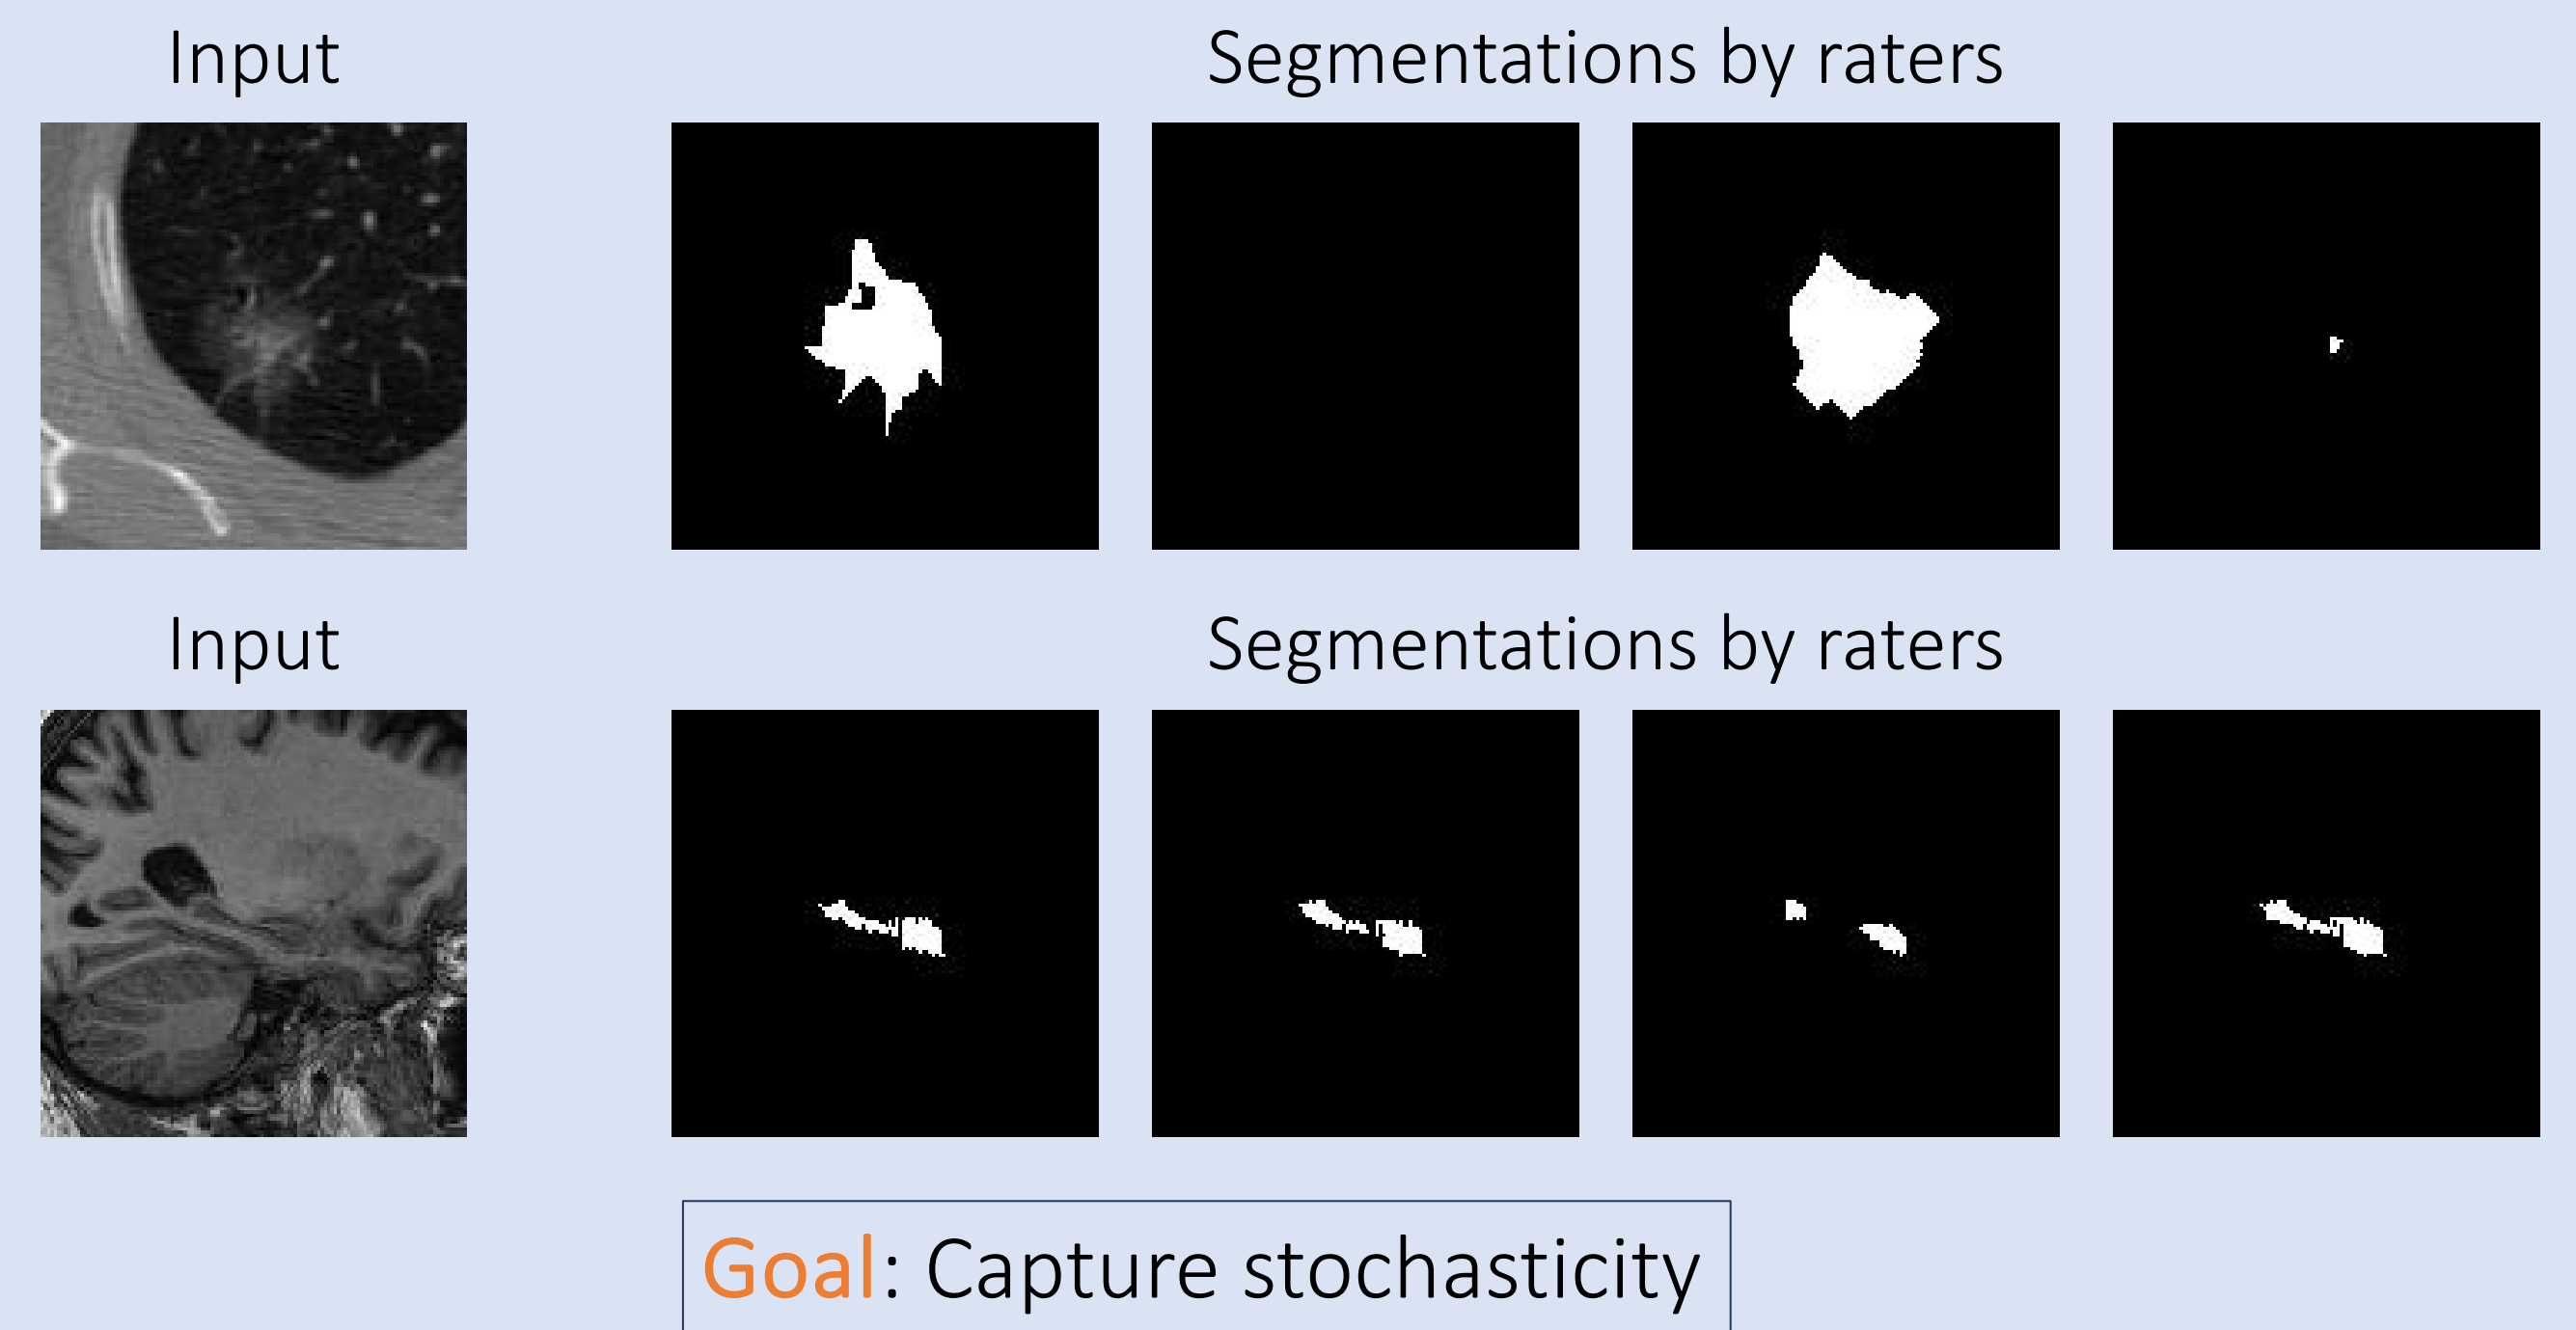 Input
Segmentations by raters
Input
Segmentations by raters
Goal: Capture stochasticity